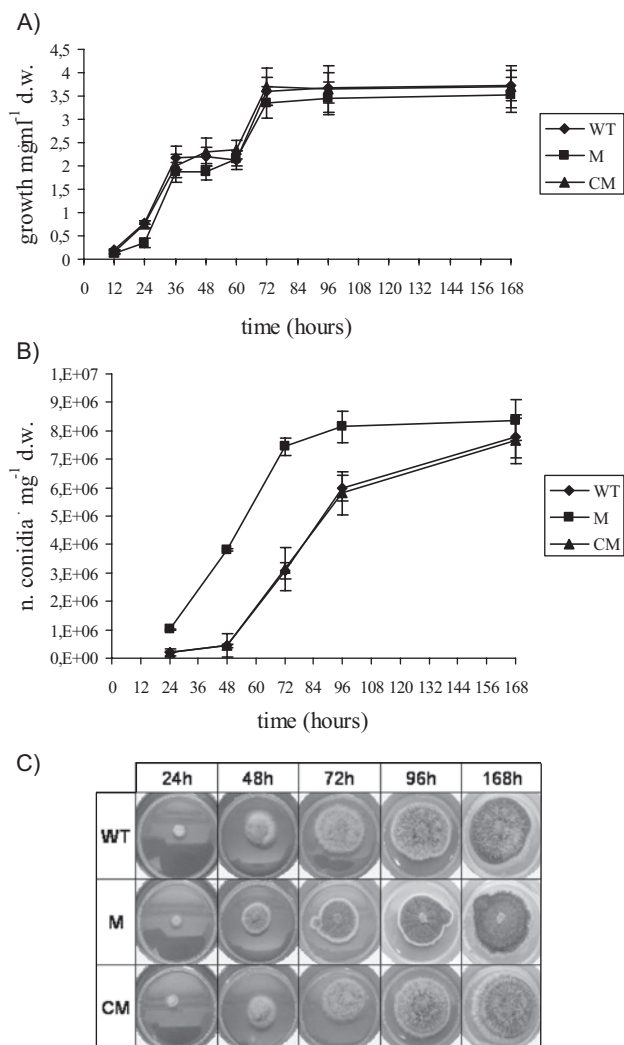 A)
4,5
4
3,5
3
2,5
2
1,5
1
0,5
0
growth mgml-1 d.w.
0 12 24 36 48 60 72 84 96 108 120 132 144 156 168
time (hours)
WT
M
CM
B)
1,E+07
9,E+06
8,E+06
7,E+06
6,E+06
5,E+06
4,E+06
3,E+06
2,E+06
1,E+06
0,E+00
n. conidia · mg-1 d.w.
0 12 24 36 48 60 72 84 96 108 120 132 144 156 168
time (hours)
WT
M
CM
C)
24h 48h 72h 96h 168h
WT
M
CM